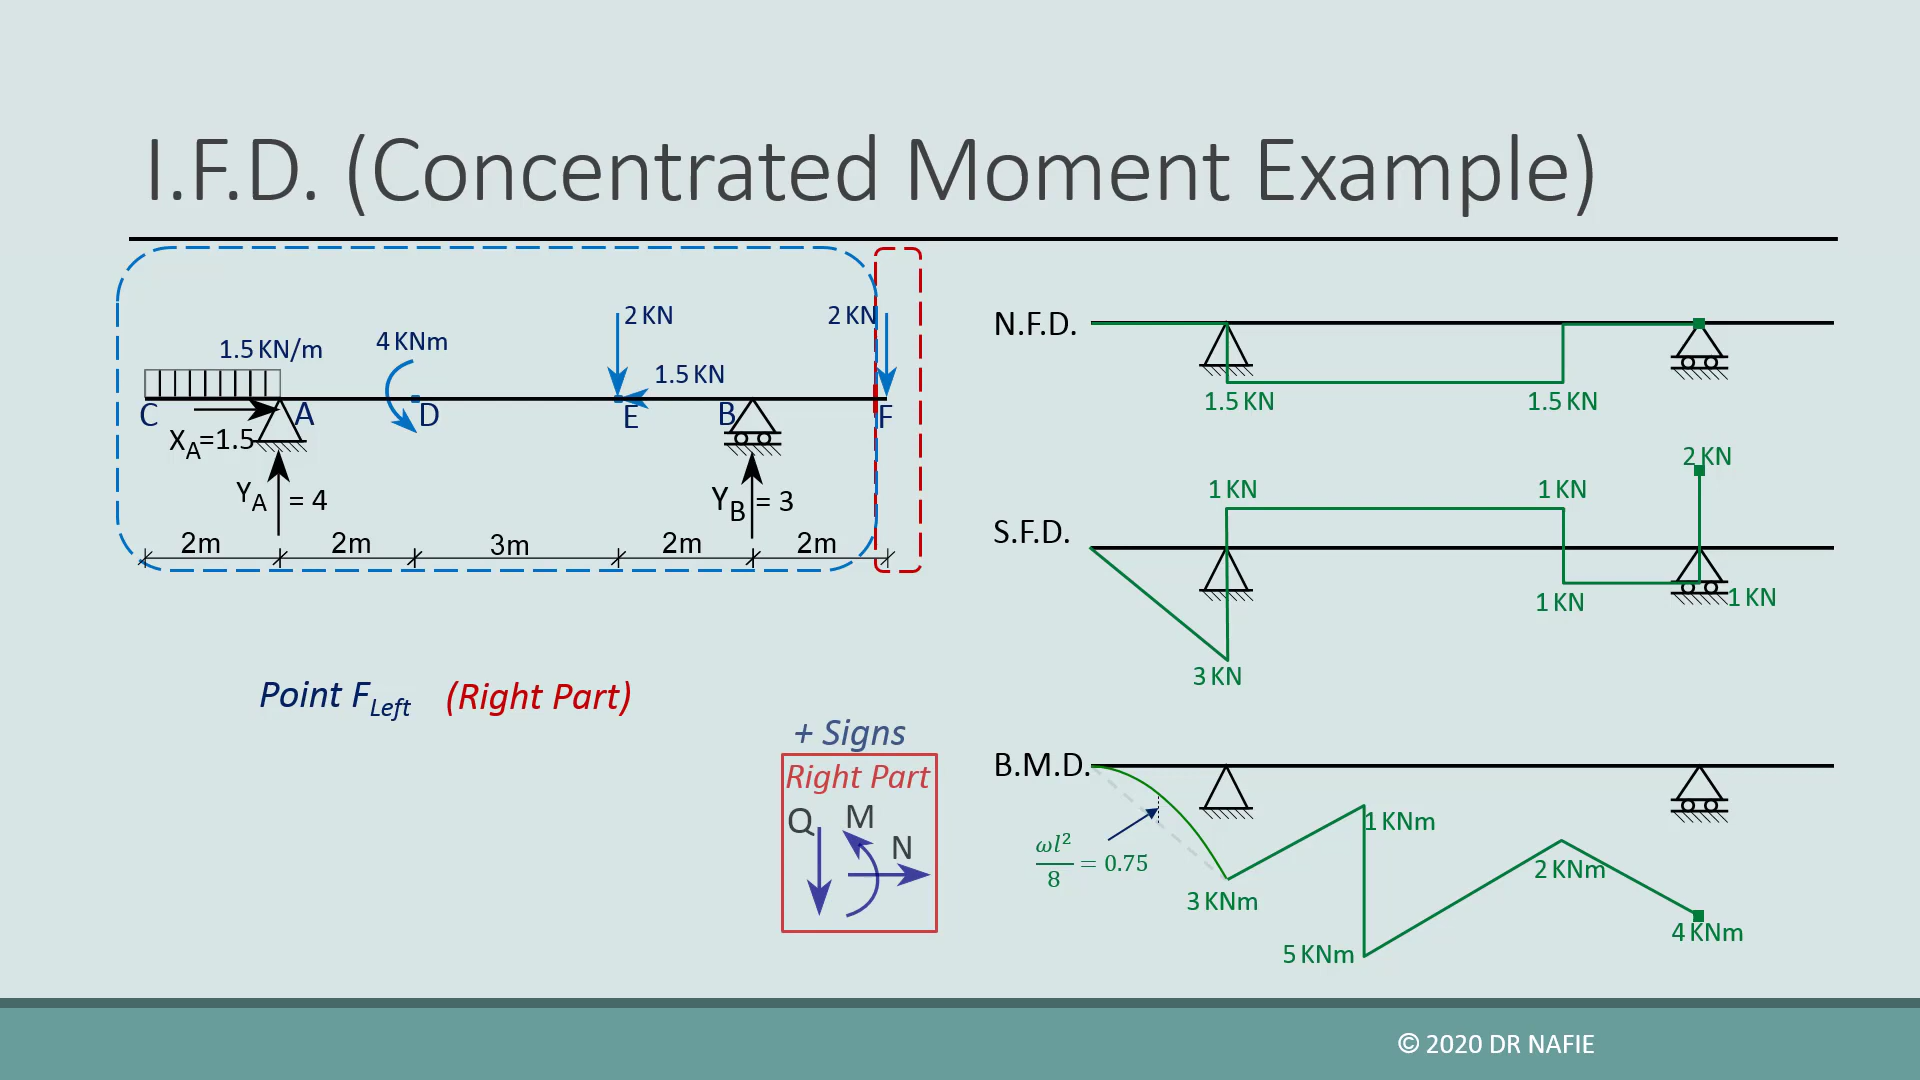 I.F.D. (Concentrated Moment Example)
2 KN
2 KN
1.5 KN/m
4 KNm
1.5 KN
C
A
D
E
B
F
XA=1.5
YA = 4
YB = 3
2m
2m
3m
2m
2m
Point FLeft (Right Part)
+ Signs
Right Part
Q
M
N
N.F.D.
1.5 KN
1.5 KN
2 KN
1 KN
1 KN
S.F.D.
1 KN
1 KN
3 KN
B.M.D.
1 KNm
ωl²/8 = 0.75
2 KNm
3 KNm
4 KNm
5 KNm
© 2020 DR NAFIE